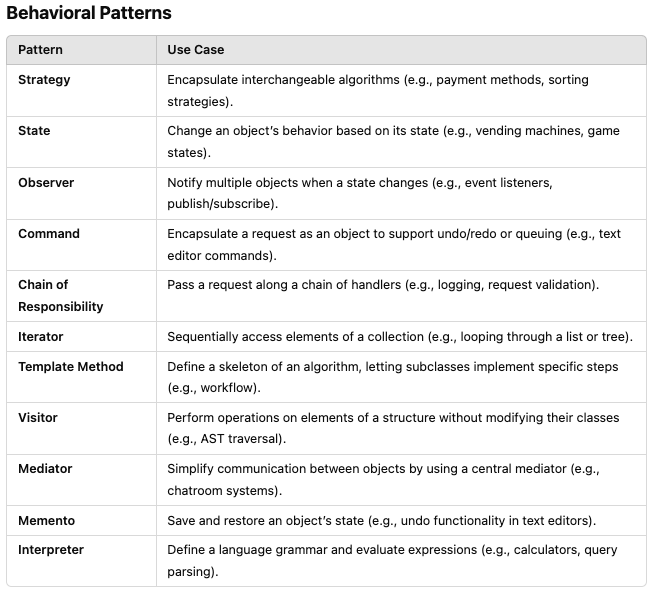 Behavioral Patterns
Pattern Use Case
Strategy Encapsulate interchangeable algorithms (e.g., payment methods, sorting
strategies).
State Change an object’s behavior based on its state (e.g., vending machines, game
states).
Observer Notify multiple objects when a state changes (e.g., event listeners,
publish/subscribe).
Command Encapsulate a request as an object to support undo/redo or queuing (e.g., text
editor commands).
Chain of Pass a request along a chain of handlers (e.g., logging, request validation).
Responsibility
Iterator Sequentially access elements of a collection (e.g., looping through a list or tree).
Template Method Define a skeleton of an algorithm, letting subclasses implement specific steps
(e.g., workflow).
Visitor Perform operations on elements of a structure without modifying their classes
(e.g., AST traversal).
Mediator Simplify communication between objects by using a central mediator (e.g.,
chatroom systems).
Memento Save and restore an object’s state (e.g., undo functionality in text editors).
Interpreter Define a language grammar and evaluate expressions (e.g., calculators, query
parsing).